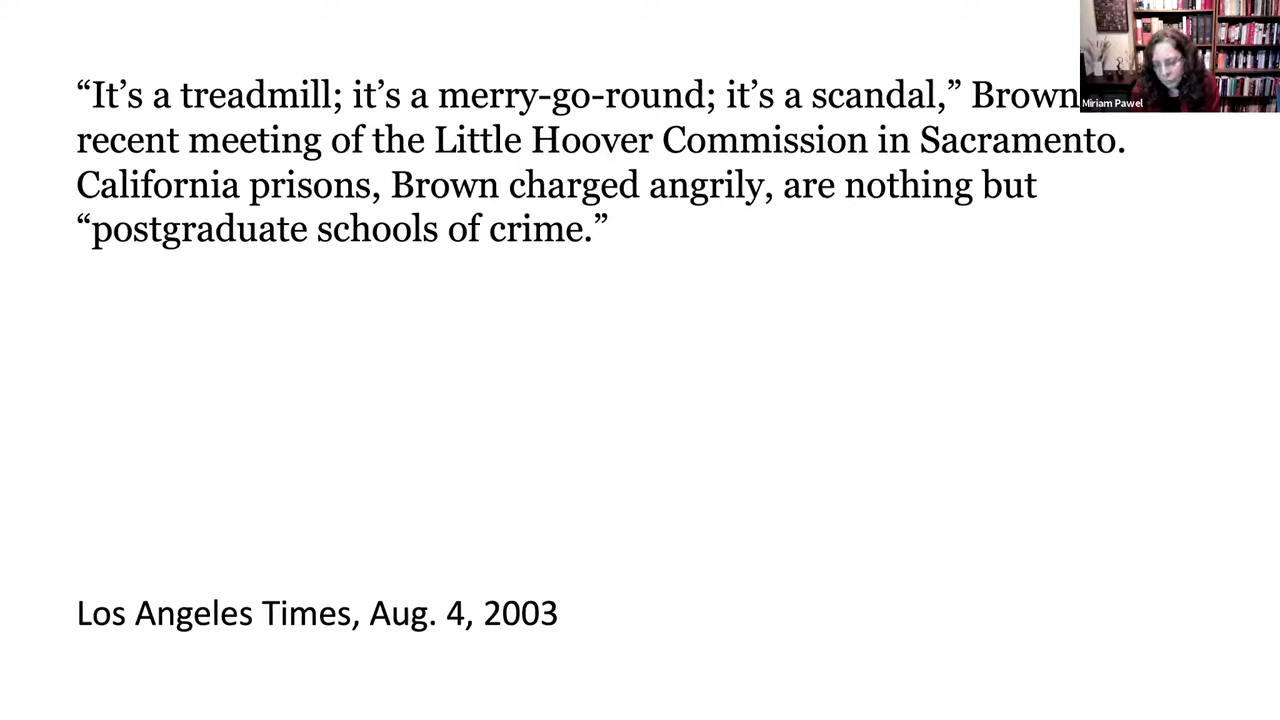 “It’s a treadmill; it’s a merry-go-round; it’s a scandal,” Brown
recent meeting of the Little Hoover Commission in Sacramento.
California prisons, Brown charged angrily, are nothing but
“postgraduate schools of crime.”
Los Angeles Times, Aug. 4, 2003
Miriam Pawel